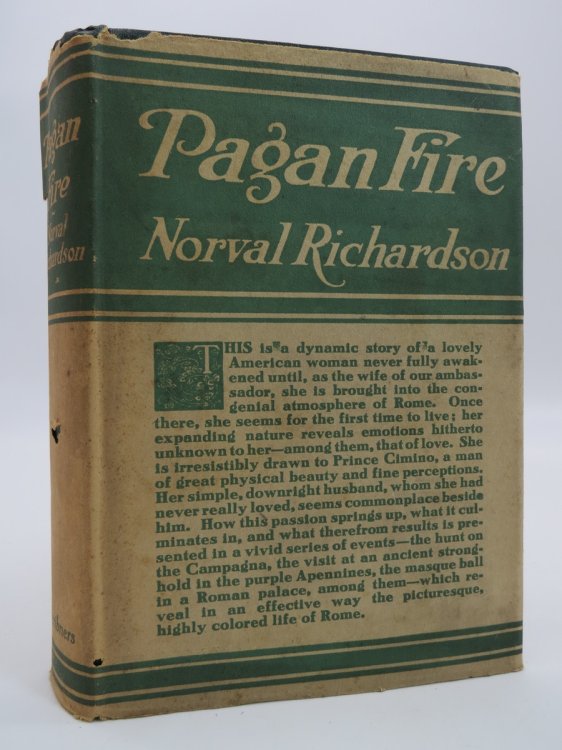 Pagan Fire
Norval Richardson
THIS is a dynamic story of a lovely
American woman never fully awak-
ened until, as the wife of our ambas-
sador, she is brought into the con-
genial atmosphere of Rome. Once
there, she seems for the first time to live; her
expanding nature reveals emotions hitherto
unknown to her—among them, that of love. She
is irresistibly drawn to Prince Cimino, a man
of great physical beauty and fine perceptions.
Her simple, downright husband, whom she had
never really loved, seems commonplace beside
him. How this passion springs up, what it cul-
minates in, and what therefrom results is pre-
sented in a vivid series of events—the hunt on
the Campagna, the visit at an ancient strong-
hold in the purple Apennines, the masque ball
in a Roman palace, among them—which re-
veal in an effective way the picturesque,
highly colored life of Rome.
Pagan
Fire
Norval